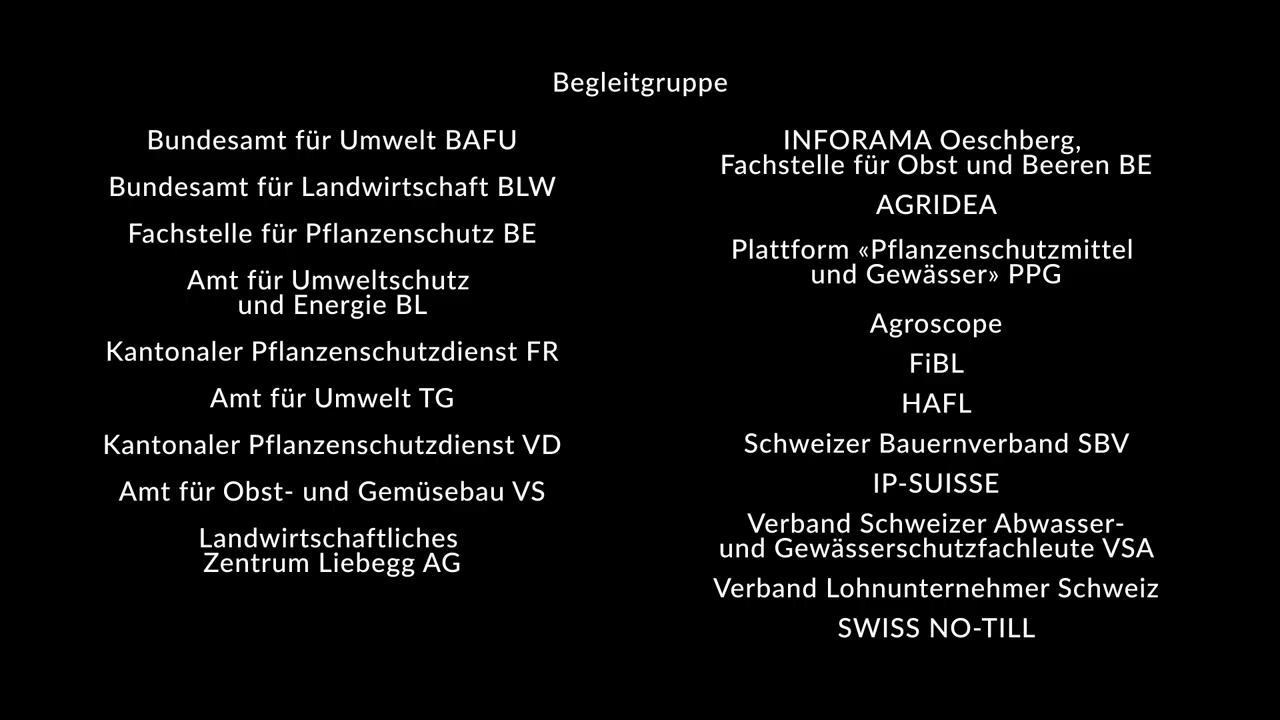 Begleitgruppe
Bundesamt für Umwelt BAFU
Bundesamt für Landwirtschaft BLW
Fachstelle für Pflanzenschutz BE
Amt für Umweltschutz
und Energie BL
Kantonaler Pflanzenschutzdienst FR
Amt für Umwelt TG
Kantonaler Pflanzenschutzdienst VD
Amt für Obst- und Gemüsebau VS
Landwirtschaftliches
Zentrum Liebegg AG
INFORAMA Oeschberg,
Fachstelle für Obst und Beeren BE
AGRIDEA
Plattform «Pflanzenschutzmittel
und Gewässer» PPG
Agroscope
FiBL
HAFL
Schweizer Bauernverband SBV
IP-SUISSE
Verband Schweizer Abwasser-
und Gewässerschutzfachleute VSA
Verband Lohnunternehmer Schweiz
SWISS NO-TILL